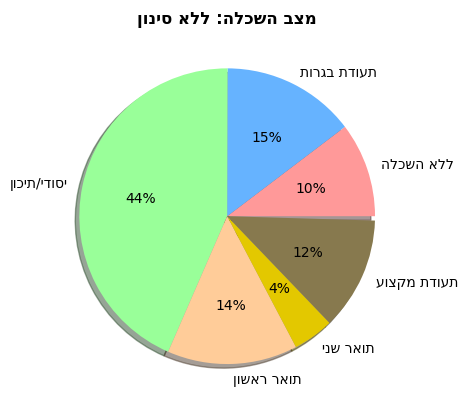 מצב השכלה: ללא סינון
תעודת בגרות
15%
ללא השכלה
10%
יסודי/תיכון
44%
תעודת מקצוע
12%
4%
14%
תואר שני
תואר ראשון